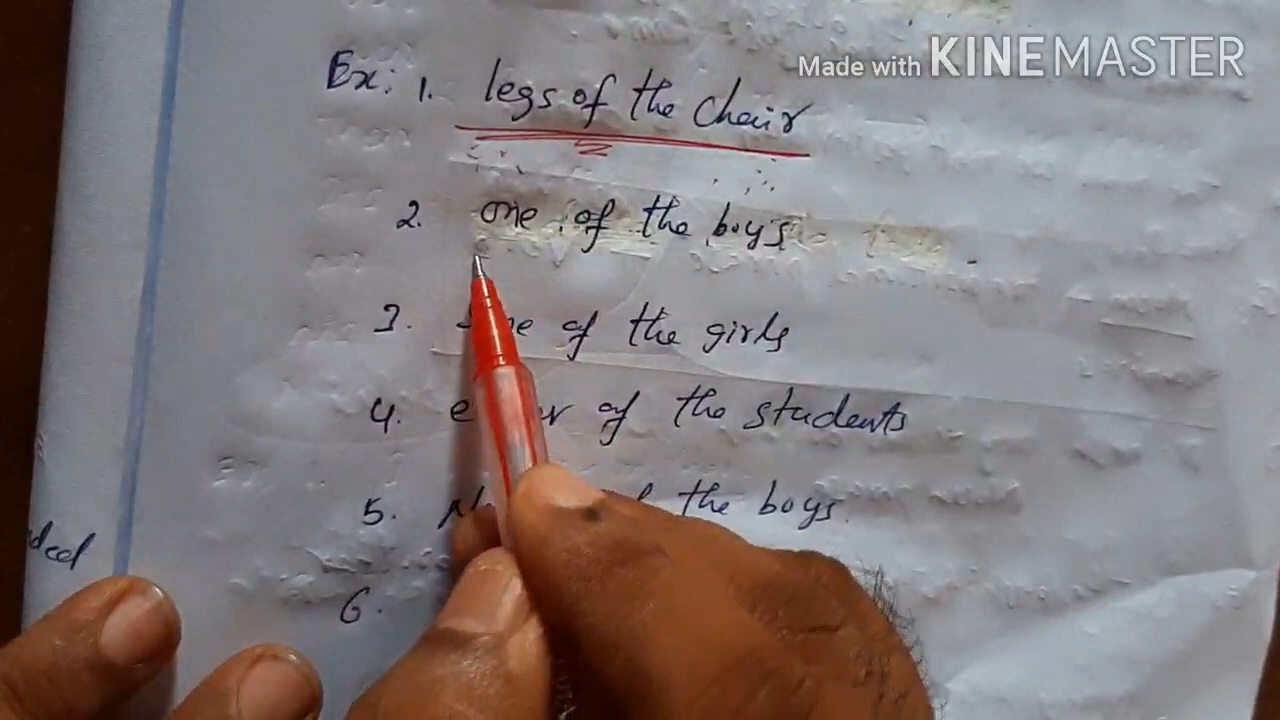 Made with KINEMASTER
Ex: 1. legs of the chair
2. one of the boys
3. of the girls
4. of the students
5. the boys.
6.